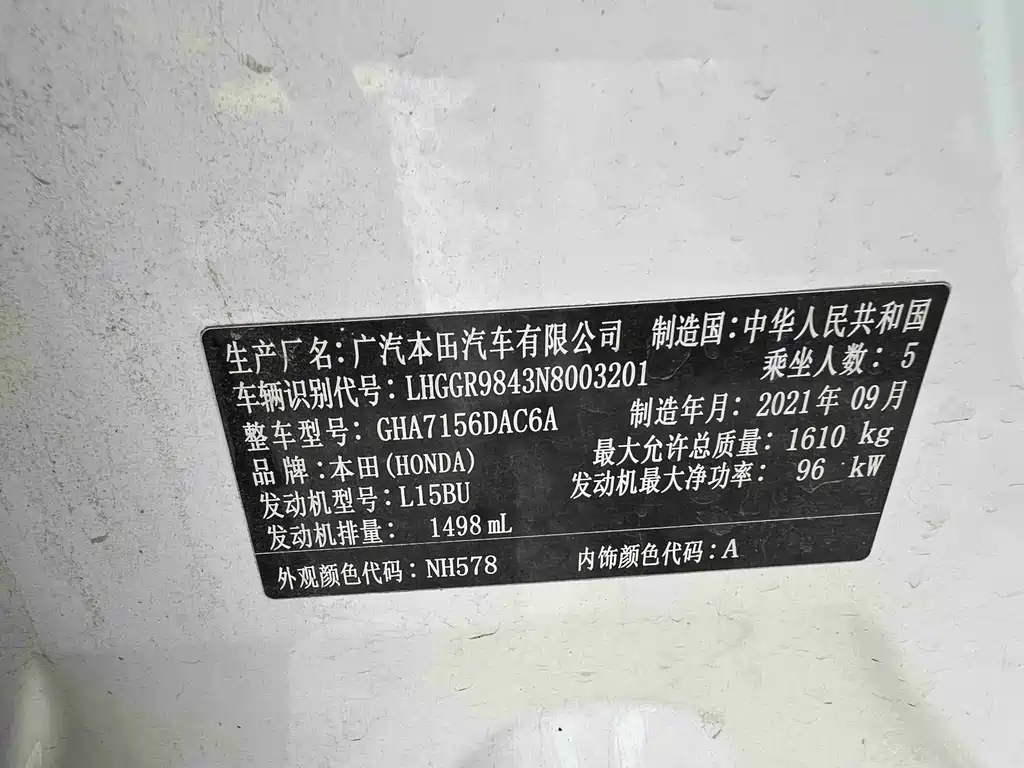 生产厂名：广汽本田汽车有限公司 制造国：中华人民共和国
车辆识别代号：LHGGR9843N8003201 乘坐人数：5
整车型号：GHA7156DAC6A 制造年月：2021年09月
品牌：本田(HONDA) 最大允许总质量：1610 kg
发动机型号：L15BU 发动机最大净功率：96 kW
发动机排量：1498 mL
外观颜色代码：NH578 内饰颜色代码：A